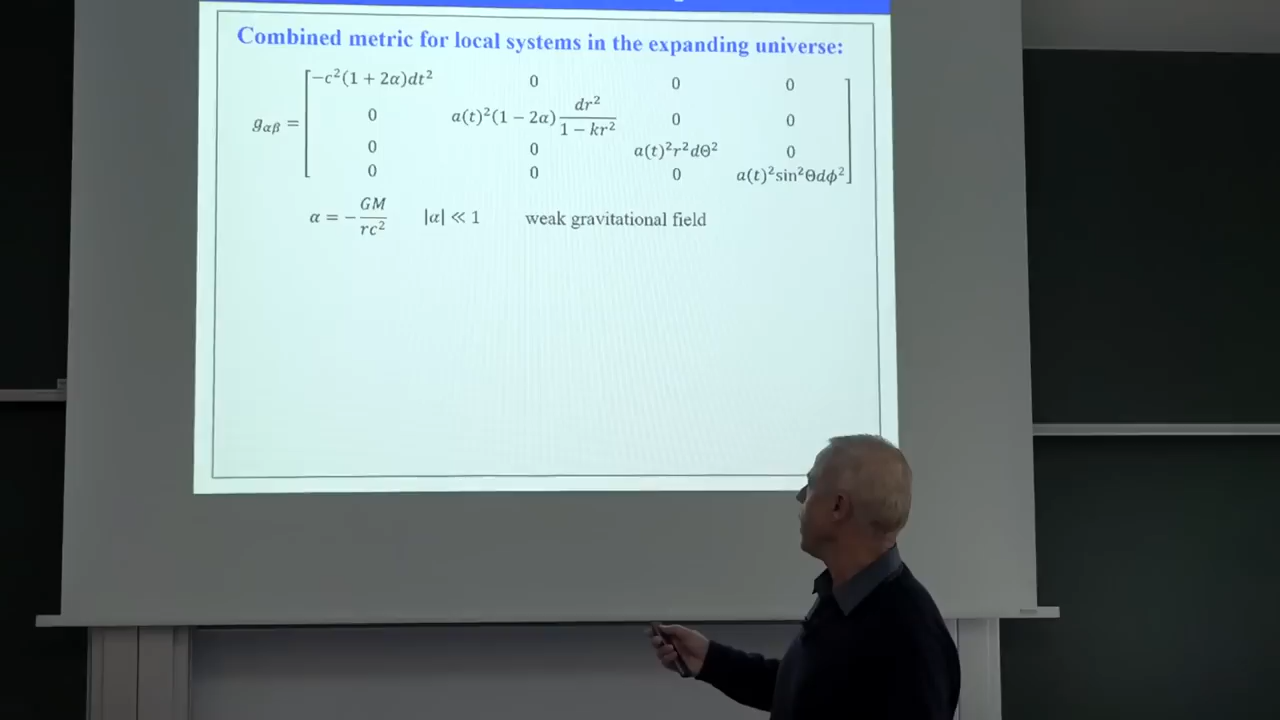 Combined metric for local systems in the expanding universe:
−c²(1 + 2α)dt² 0 0 0
g_αβ = 0 a(t)²(1 − 2α) dr²/(1 − kr²) 0 0
0 0 a(t)²r²dΘ² 0
0 0 0 a(t)²sin²Θdϕ²
α = − GM/rc² |α| ≪ 1 weak gravitational field